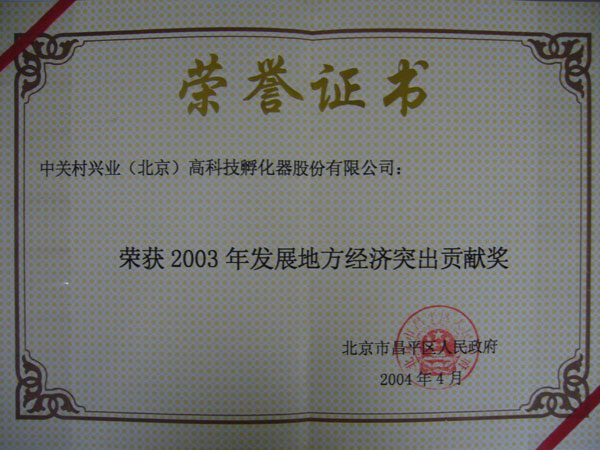 荣誉证书
中关村兴业（北京）高科技孵化器股份有限公司：
荣获2003年发展地方经济突出贡献奖
北京市昌平区人民政府
2004年4月